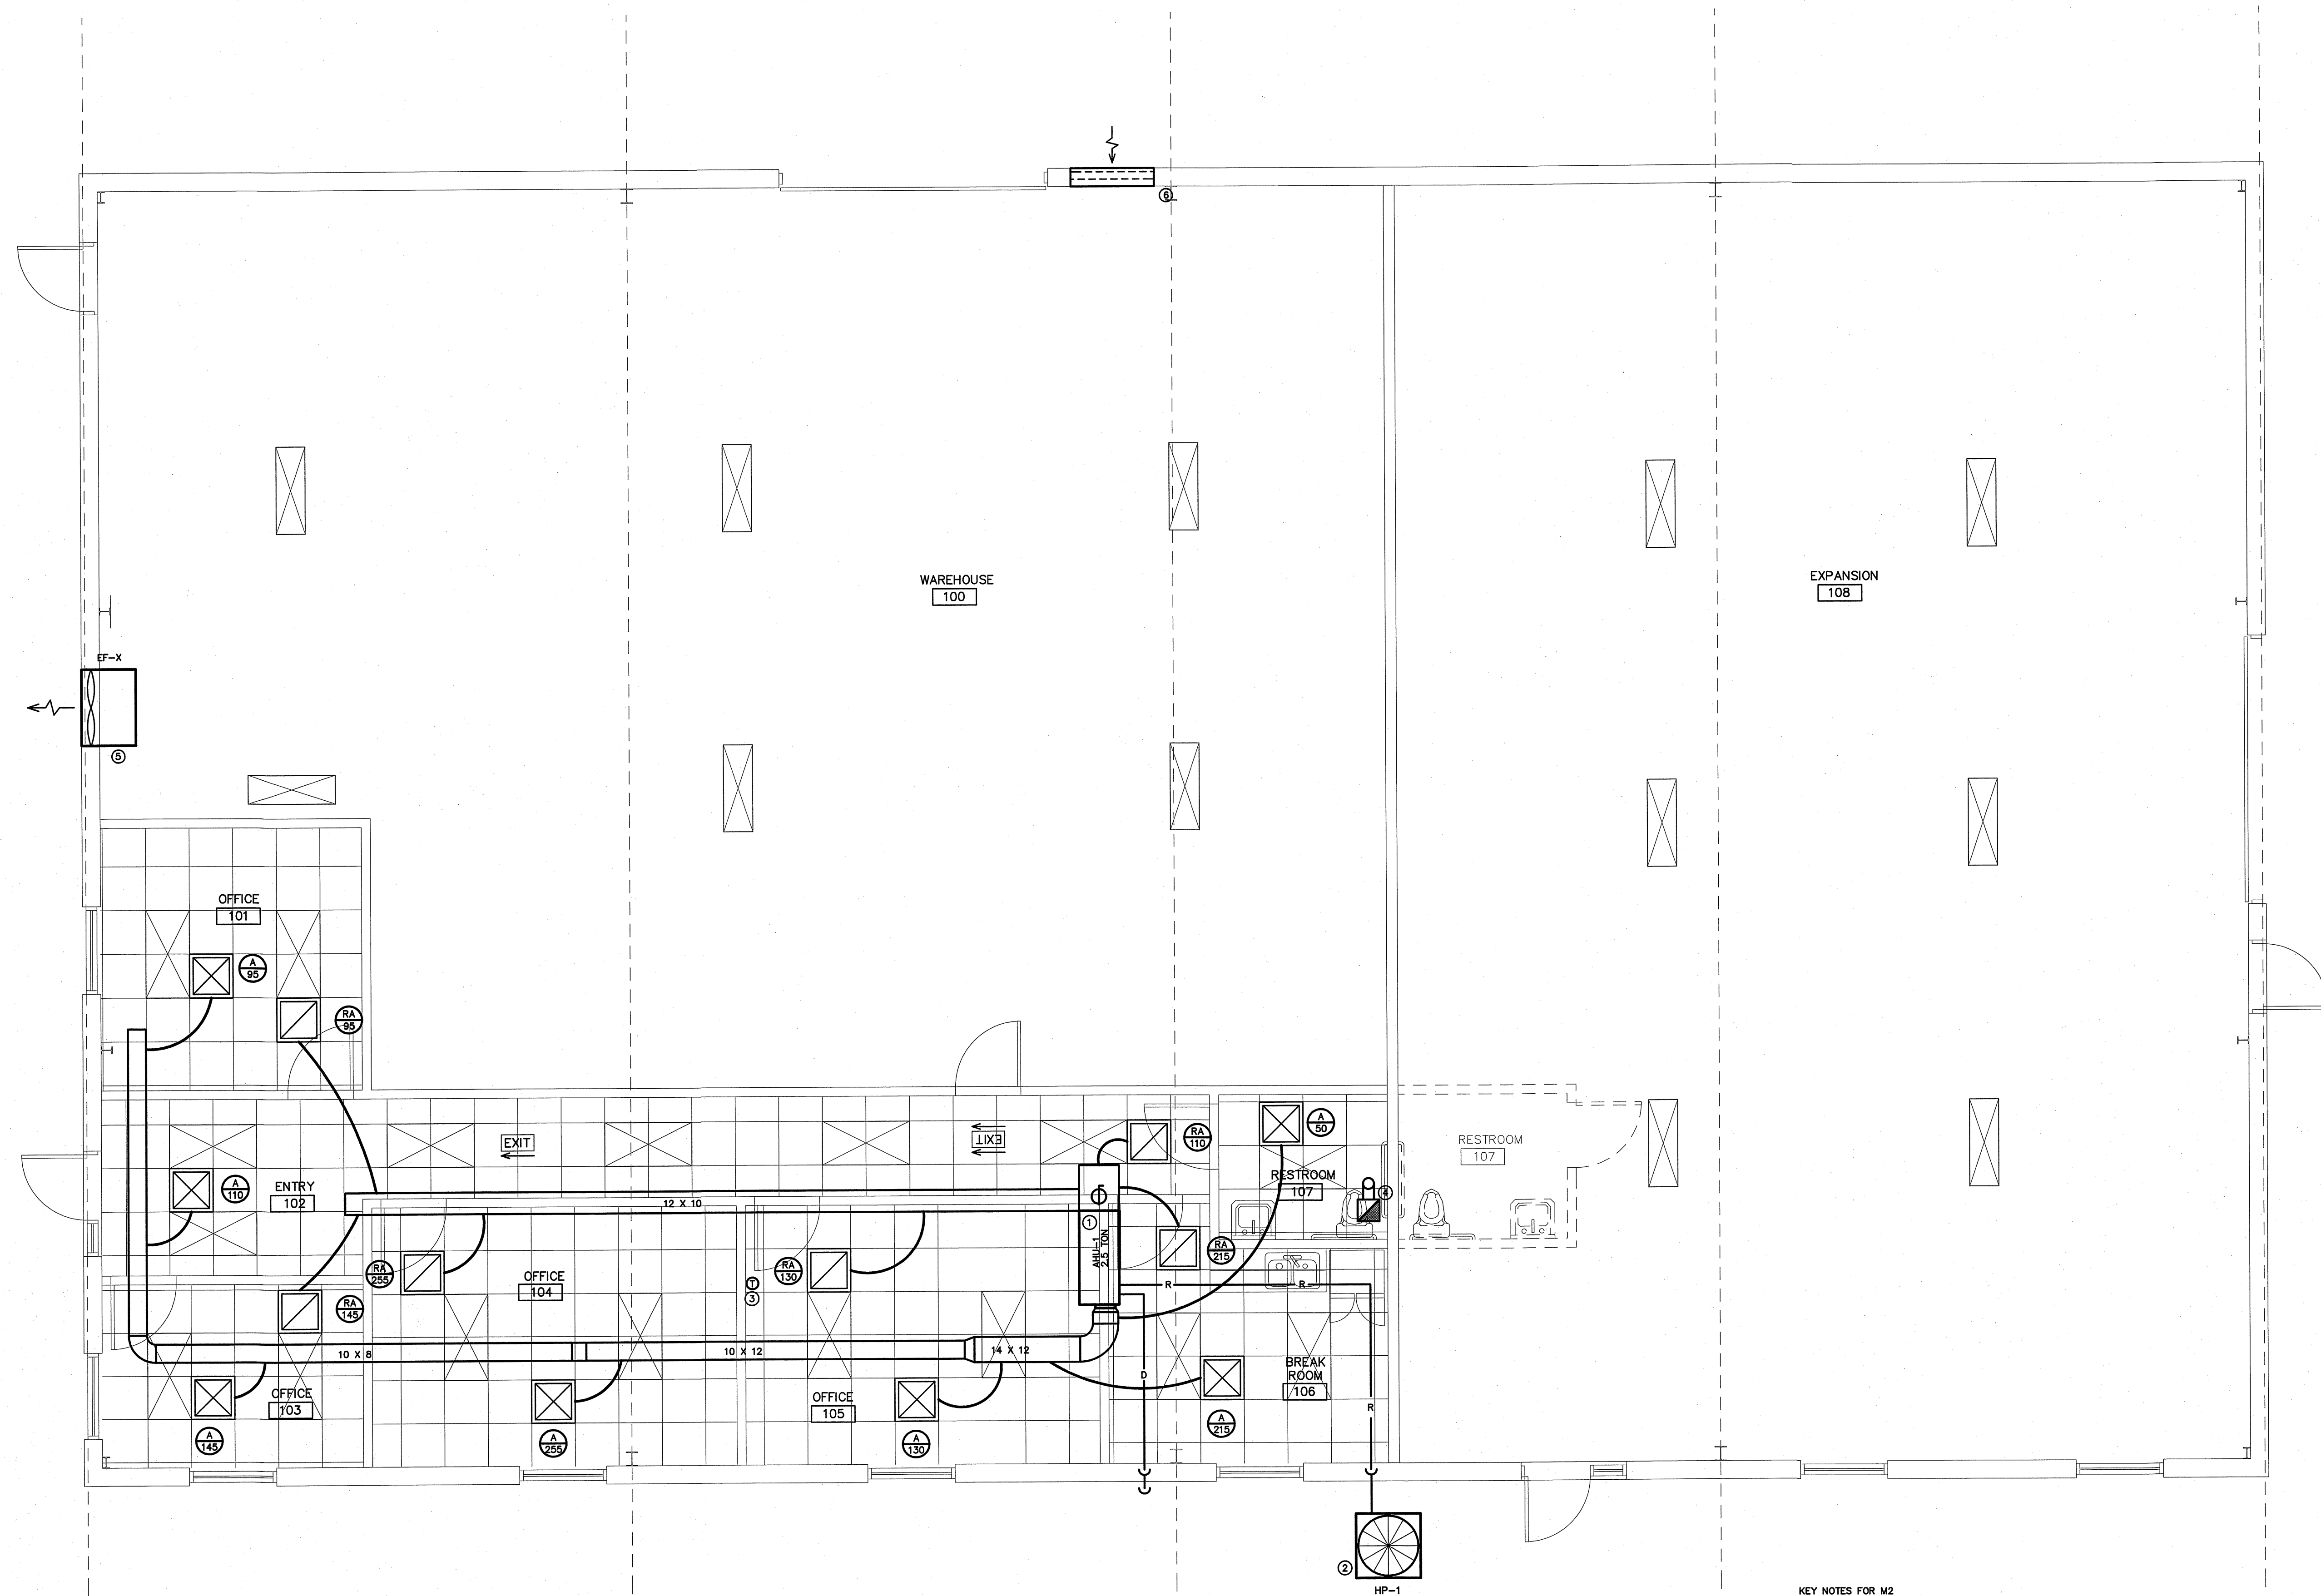 6
WAREHOUSE
100
EXPANSION
108
EF-X
5
OFFICE
101
A
95
RA
95
EXIT
EXIT
A
50
RA
110
RESTROOM
107
RESTROOM
107
4
A
110
ENTRY
102
12 X 10
1
AHU-1
2.5 TON
RA
215
RA
255
OFFICE
104
RA
130
T
3
R
R
RA
145
10 X 8
10 X 12
14 X 12
D
BREAK
ROOM
106
OFFICE
103
OFFICE
105
R
A
145
A
255
A
130
A
215
2
HP-1
KEY NOTES FOR M2